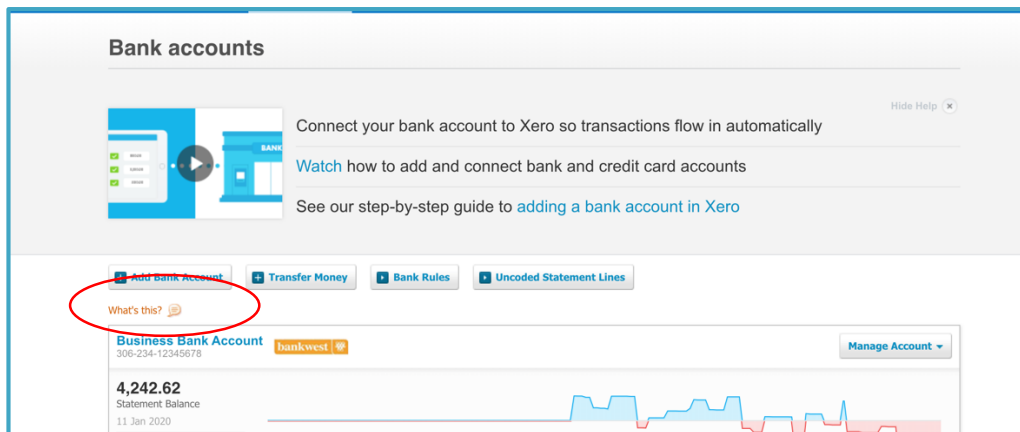 Bank accounts
Hide Help
Connect your bank account to Xero so transactions flow in automatically
BANK
Watch how to add and connect bank and credit card accounts
See our step-by-step guide to adding a bank account in Xero
Add Bank Account Transfer Money Bank Rules Uncoded Statement Lines
What's this?
Business Bank Account bankwest Manage Account
306-234-12345678
4,242.62
Statement Balance
11 Jan 2020